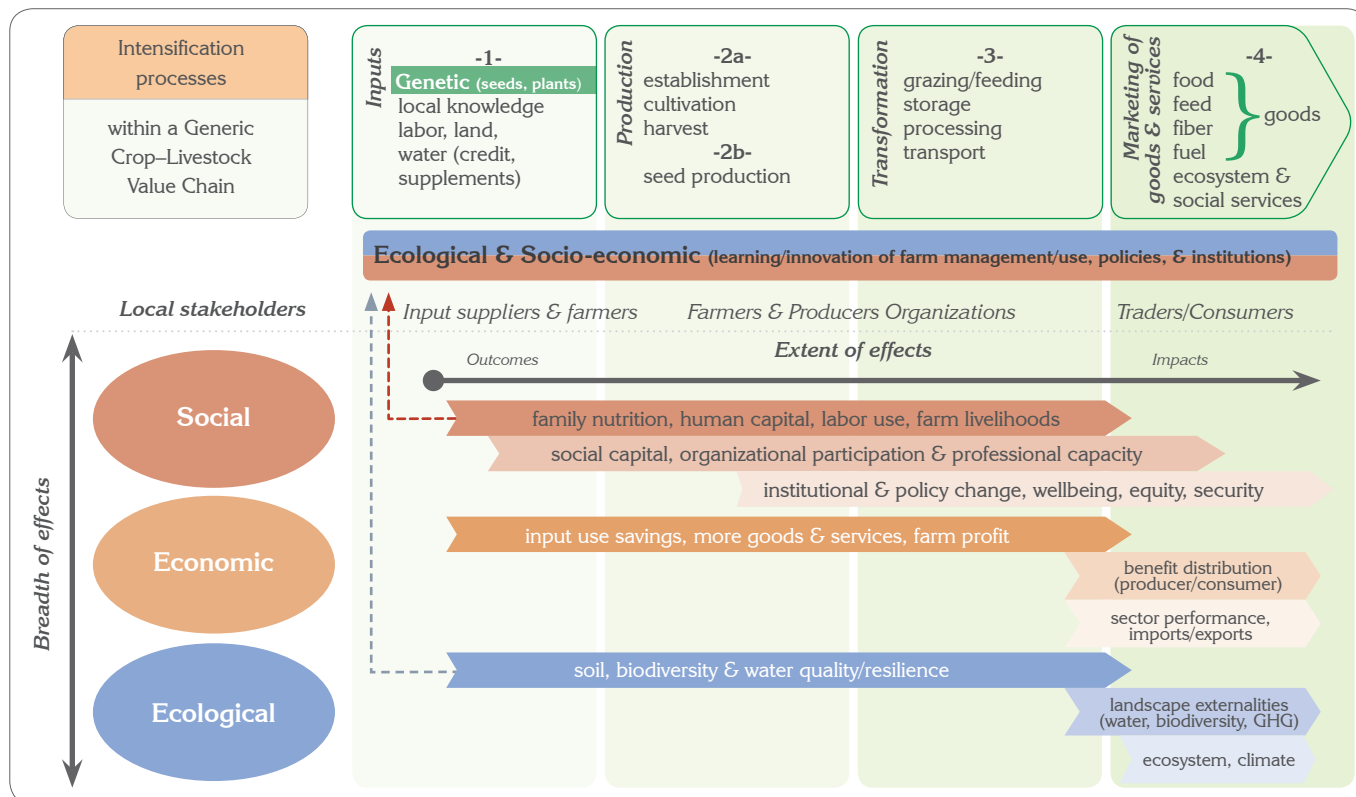 Intensification
processes
within a Generic
Crop–Livestock
Value Chain
Inputs
-1-
Genetic (seeds, plants)
local knowledge
labor, land,
water (credit,
supplements)
Production
-2a-
establishment
cultivation
harvest
-2b-
seed production
Transformation
-3-
grazing/feeding
storage
processing
transport
Marketing of
goods & services
-4-
food
feed
fiber
fuel
goods
ecosystem &
social services
Ecological & Socio-economic (learning/innovation of farm management/use, policies, & institutions)
Local stakeholders
Input suppliers & farmers
Farmers & Producers Organizations
Traders/Consumers
Extent of effects
Outcomes
Impacts
Breadth of effects
Social
family nutrition, human capital, labor use, farm livelihoods
social capital, organizational participation & professional capacity
institutional & policy change, wellbeing, equity, security
Economic
input use savings, more goods & services, farm profit
benefit distribution
(producer/consumer)
sector performance,
imports/exports
Ecological
soil, biodiversity & water quality/resilience
landscape externalities
(water, biodiversity, GHG)
ecosystem, climate